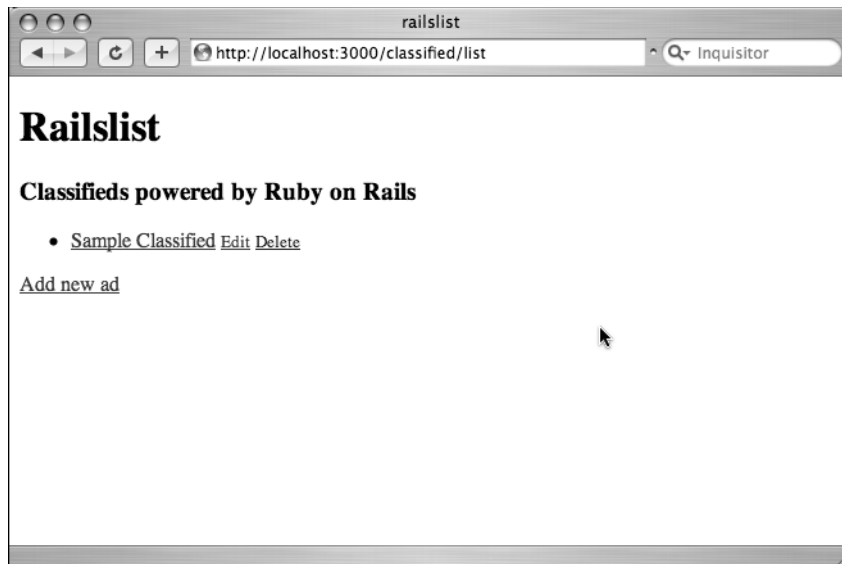 railslist
http://localhost:3000/classified/list
Inquisitor
Railslist
Classifieds powered by Ruby on Rails
Sample Classified Edit Delete
Add new ad